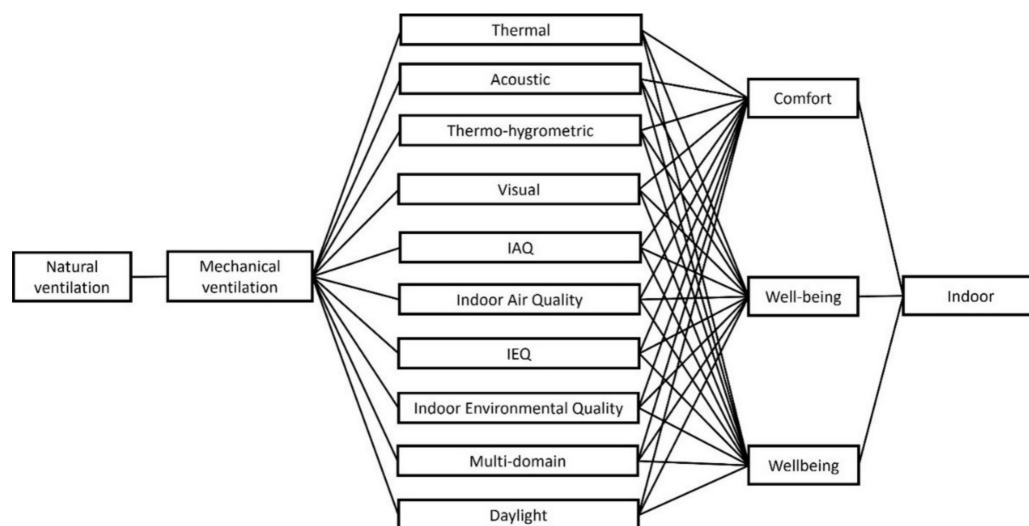 Natural
ventilation
Mechanical
ventilation
Thermal
Acoustic
Thermo-hygrometric
Visual
IAQ
Indoor Air Quality
IEQ
Indoor Environmental Quality
Multi-domain
Daylight
Comfort
Well-being
Wellbeing
Indoor